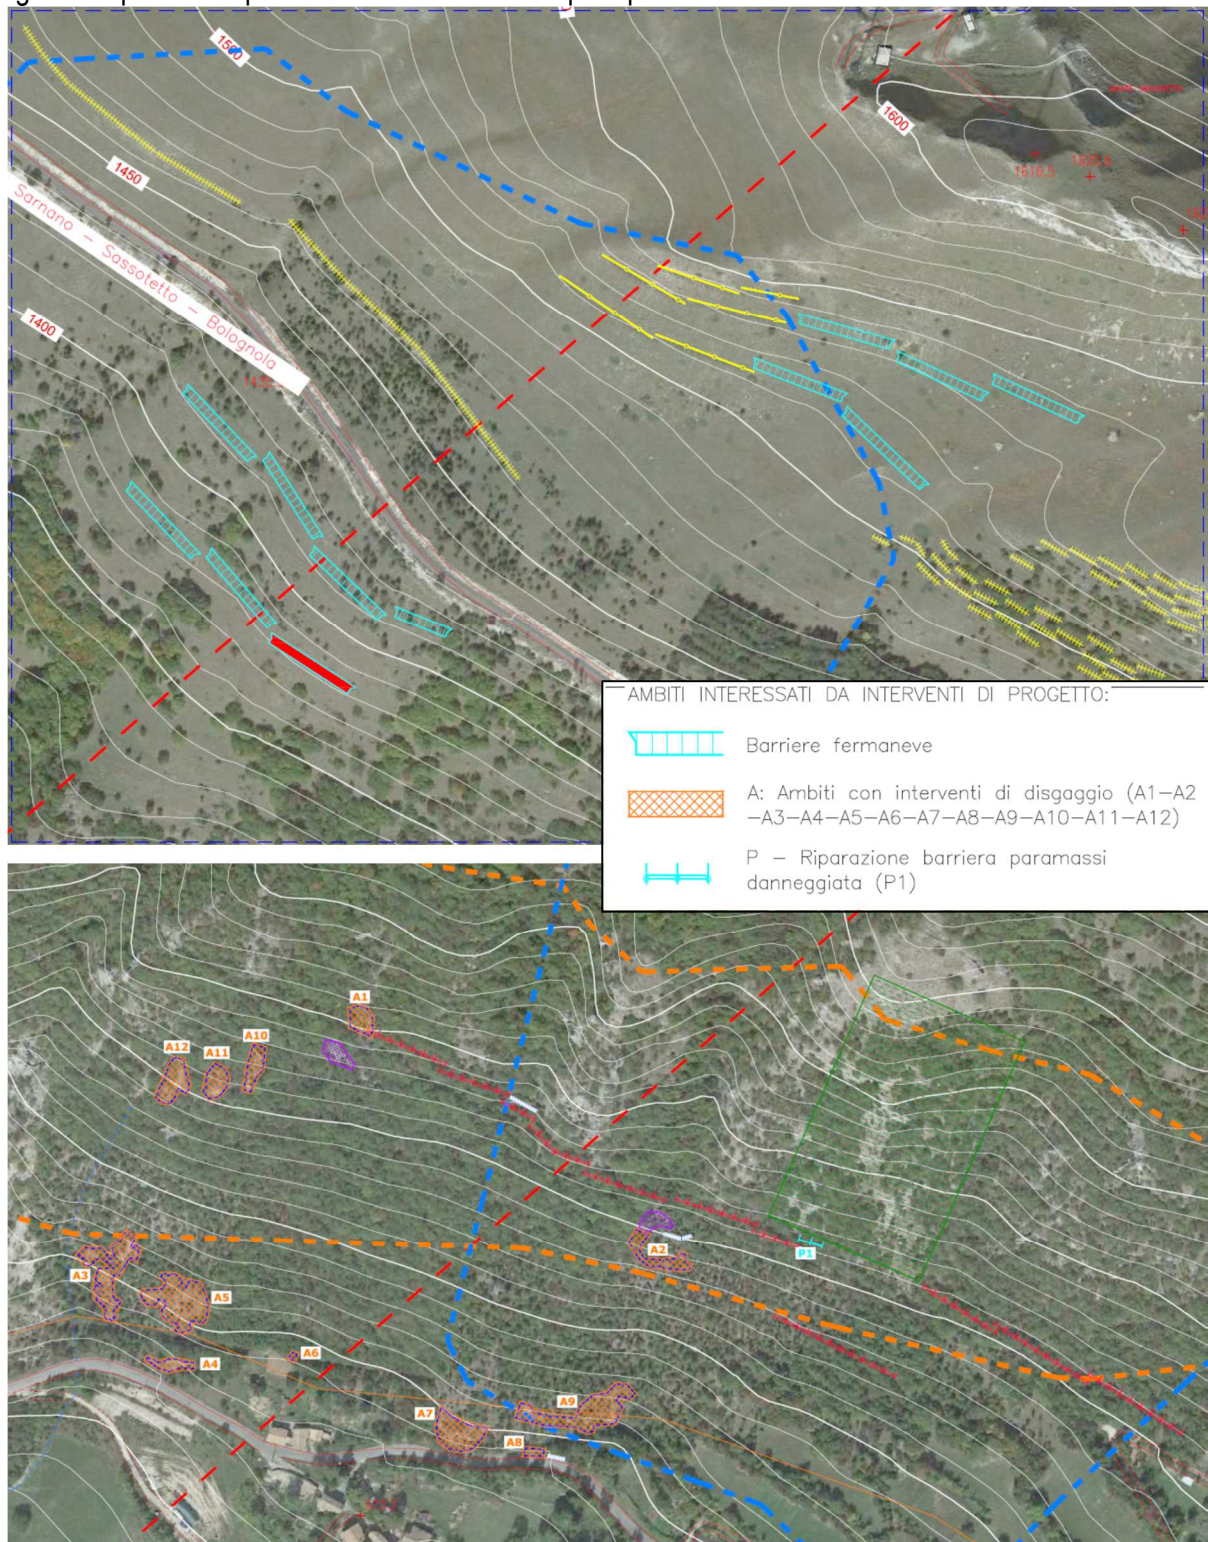 1500
1600
1450
1618,5
Sarnano – Sassotetto – Bolognola
1400
AMBITI INTERESSATI DA INTERVENTI DI PROGETTO:
Barriere fermaneve
A: Ambiti con interventi di disgaggio (A1–A2
–A3–A4–A5–A6–A7–A8–A9–A10–A11–A12)
P – Riparazione barriera paramassi
danneggiata (P1)
A1
A10
A12
A11
A2
P1
A3
A5
A6
A4
A9
A7
A8